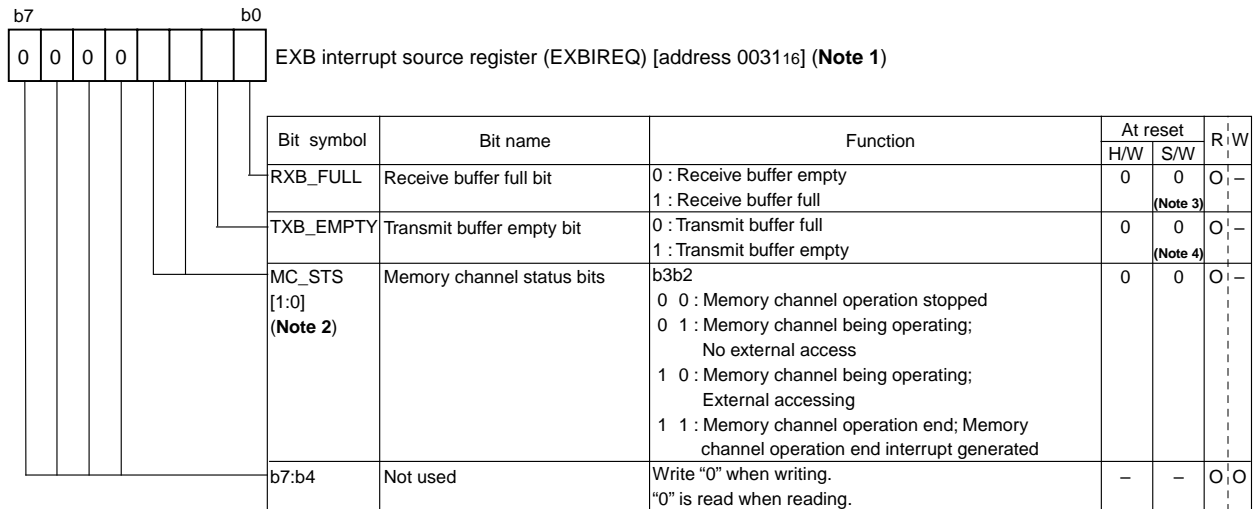 b7 b0
0 0 0 0 EXB interrupt source register (EXBIREQ) [address 003116] (Note 1)
Bit symbol Bit name Function At reset R W
H/W S/W
RXB_FULL Receive buffer full bit 0 : Receive buffer empty 0 0 O –
1 : Receive buffer full (Note 3)
TXB_EMPTY Transmit buffer empty bit 0 : Transmit buffer full 0 0 O –
1 : Transmit buffer empty (Note 4)
MC_STS Memory channel status bits b3b2 0 0 O –
[1:0] 0 0 : Memory channel operation stopped
(Note 2) 0 1 : Memory channel being operating;
No external access
1 0 : Memory channel being operating;
External accessing
1 1 : Memory channel operation end; Memory
channel operation end interrupt generated
b7:b4 Not used Write “0” when writing. – – O O
“0” is read when reading.